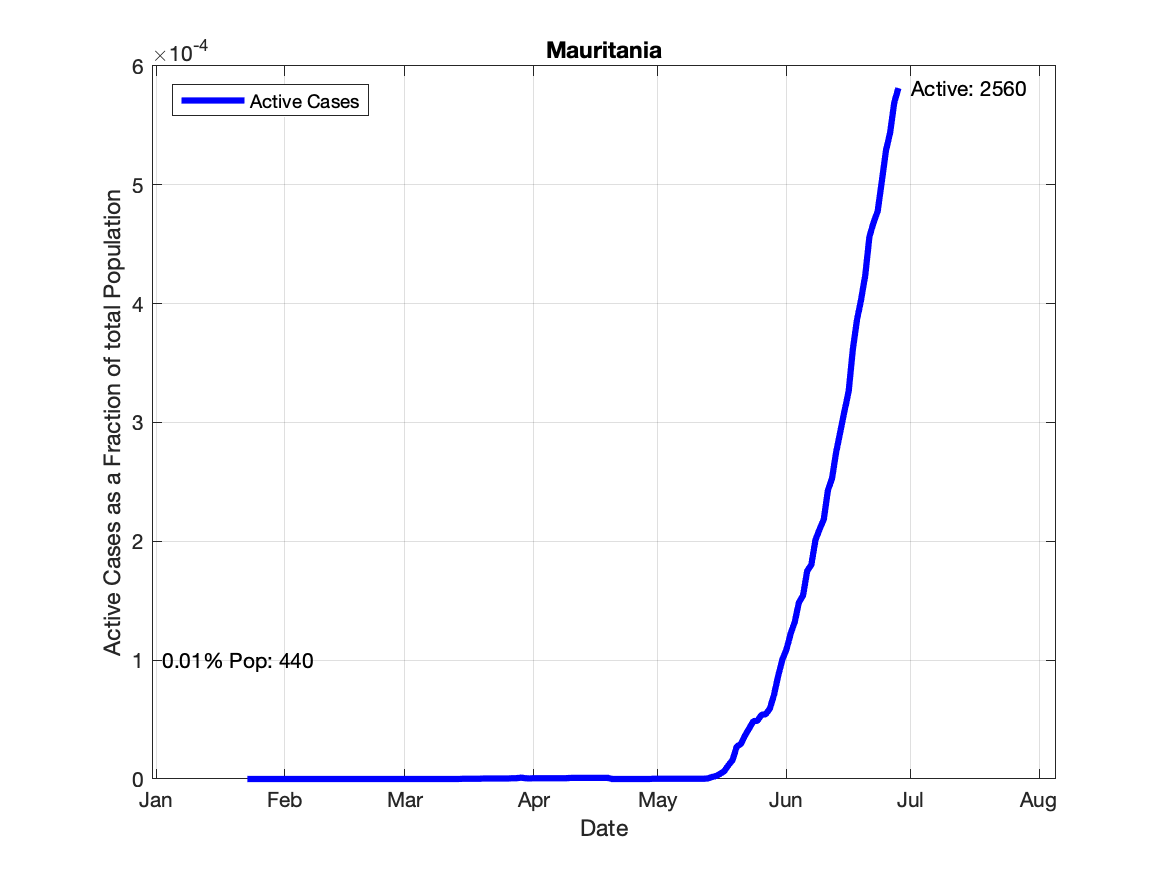 Mauritania
×10⁻⁴
6
Active Cases
Active: 2560
5
4
3
2
1
0.01% Pop: 440
0
Active Cases as a Fraction of total Population
Jan Feb Mar Apr May Jun Jul Aug
Date